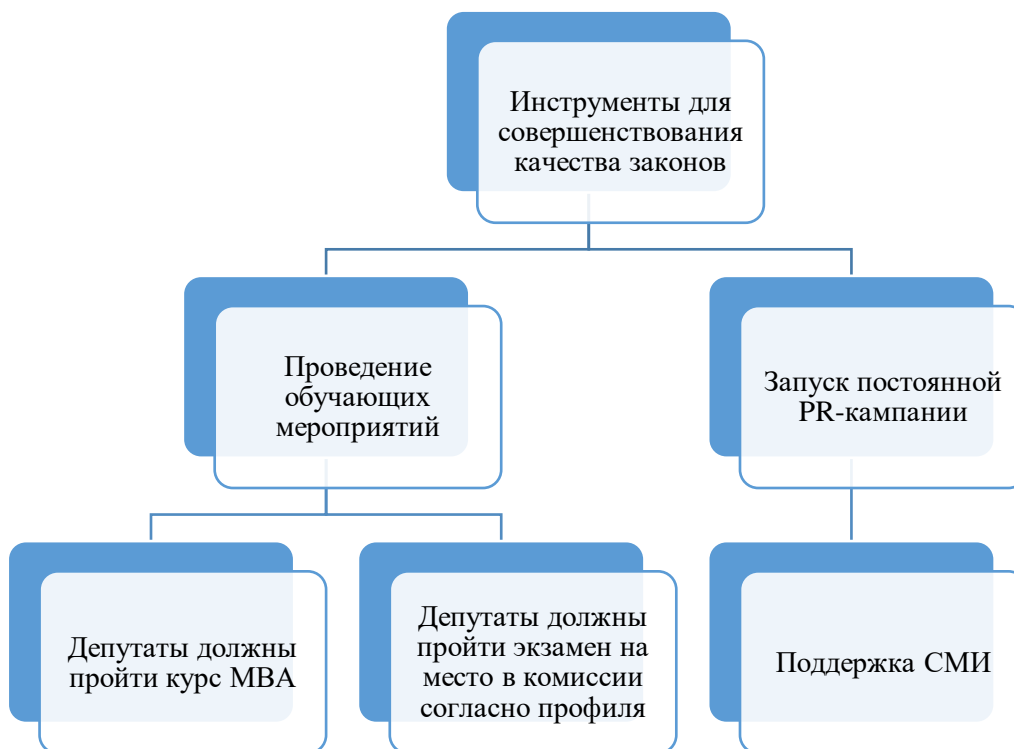 Инструменты для
совершенствования
качества законов
Проведение
обучающих
мероприятий
Запуск постоянной
PR-кампании
Депутаты должны
пройти курс МВА
Депутаты должны
пройти экзамен на
место в комиссии
согласно профиля
Поддержка СМИ